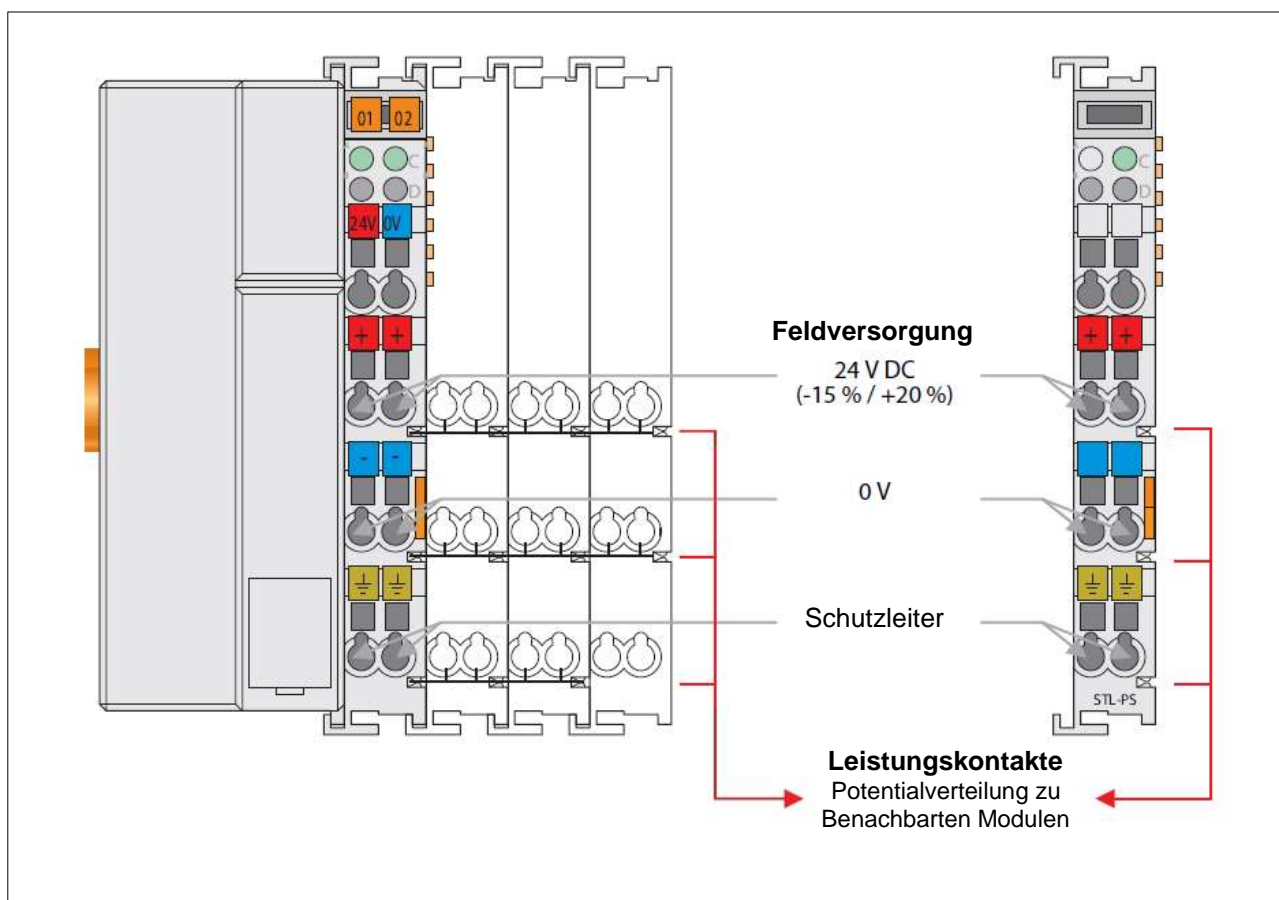 01 02
C
D
24V 0V
+ +
- -
Feldversorgung
24 V DC
(-15 % / +20 %)
0 V
Schutzleiter
Leistungskontakte
Potentialverteilung zu
Benachbarten Modulen
C
D
+ +
STL-PS